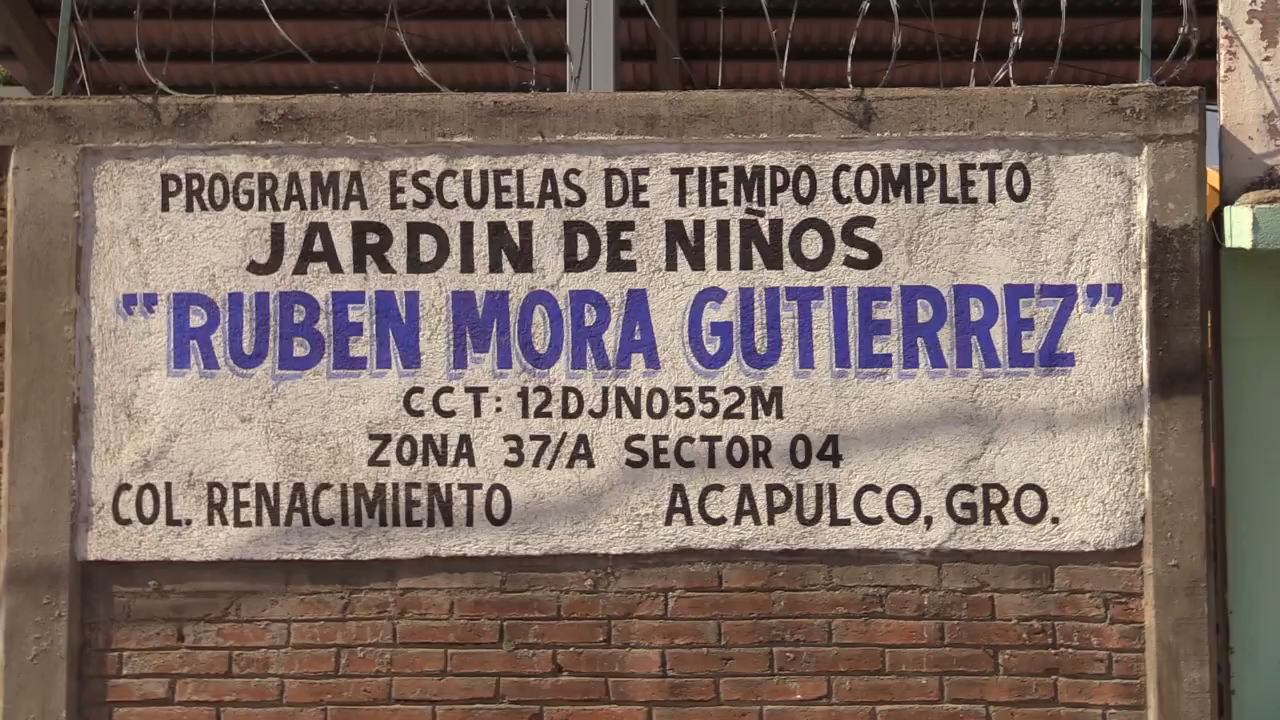 PROGRAMA ESCUELAS DE TIEMPO COMPLETO
JARDIN DE NIÑOS
"RUBEN MORA GUTIERREZ"
CCT: 12DJN0552M
ZONA 37/A SECTOR 04
COL. RENACIMIENTO ACAPULCO, GRO.